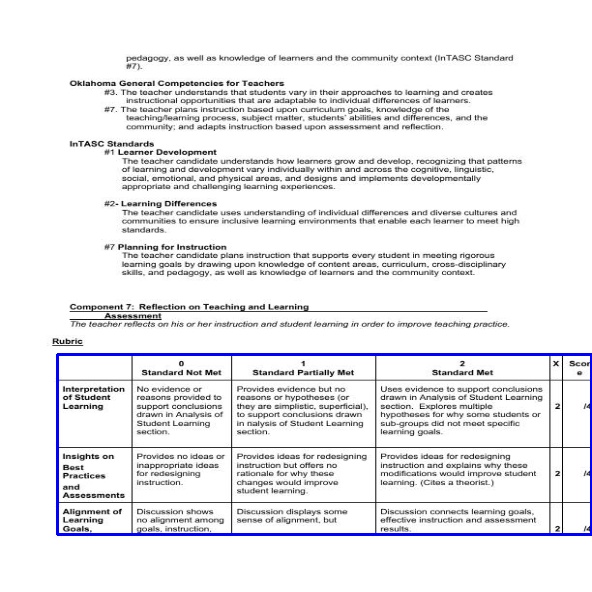 pedagogy, as well as knowledge of learners and the community context (InTASC Standard
#7).
Oklahoma General Competencies for Teachers
#3. The teacher understands that students vary in their approaches to learning and creates
instructional opportunities that are adaptable to individual differences of learners.
#7. The teacher plans instruction based upon curriculum goals, knowledge of the
teaching/learning process, subject matter, students' abilities and differences, and the
community; and adapts instruction based upon assessment and reflection.
InTASC Standards
#1 Learner Development
The teacher candidate understands how learners grow and develop, recognizing that patterns
of learning and development vary individually within and across the cognitive, linguistic,
social, emotional, and physical areas, and designs and implements developmentally
appropriate and challenging learning experiences.
#2- Learning Differences
The teacher candidate uses understanding of individual differences and diverse cultures and
communities to ensure inclusive learning environments that enable each learner to meet high
standards.
#7 Planning for Instruction
The teacher candidate plans instruction that supports every student in meeting rigorous
learning goals by drawing upon knowledge of content areas, curriculum, cross-disciplinary
skills, and pedagogy, as well as knowledge of learners and the community context.
Component 7: Reflection on Teaching and Learning
Assessment
The teacher reflects on his or her instruction and student learning in order to improve teaching practice.
Rubric
0
Standard Not Met
1
Standard Partially Met
2
Standard Met
X
Scor
e
Interpretation
of Student
Learning
No evidence or
reasons provided to
support conclusions
drawn in Analysis of
Student Learning
section.
Provides evidence but no
reasons or hypotheses (or
they are simplistic, superficial),
to support conclusions drawn
in nalysis of Student Learning
section.
Uses evidence to support conclusions
drawn in Analysis of Student Learning
section. Explores multiple
hypotheses for why some students or
sub-groups did not meet specific
learning goals.
2
/4
Insights on
Best
Practices
and
Assessments
Provides no ideas or
inappropriate ideas
for redesigning
instruction.
Provides ideas for redesigning
instruction but offers no
rationale for why these
changes would improve
student learning.
Provides ideas for redesigning
instruction and explains why these
modifications would improve student
learning. (Cites a theorist.)
2
/4
Alignment of
Learning
Goals,
Discussion shows
no alignment among
goals, instruction,
Discussion displays some
sense of alignment, but
Discussion connects learning goals,
effective instruction and assessment
results.
2
/4